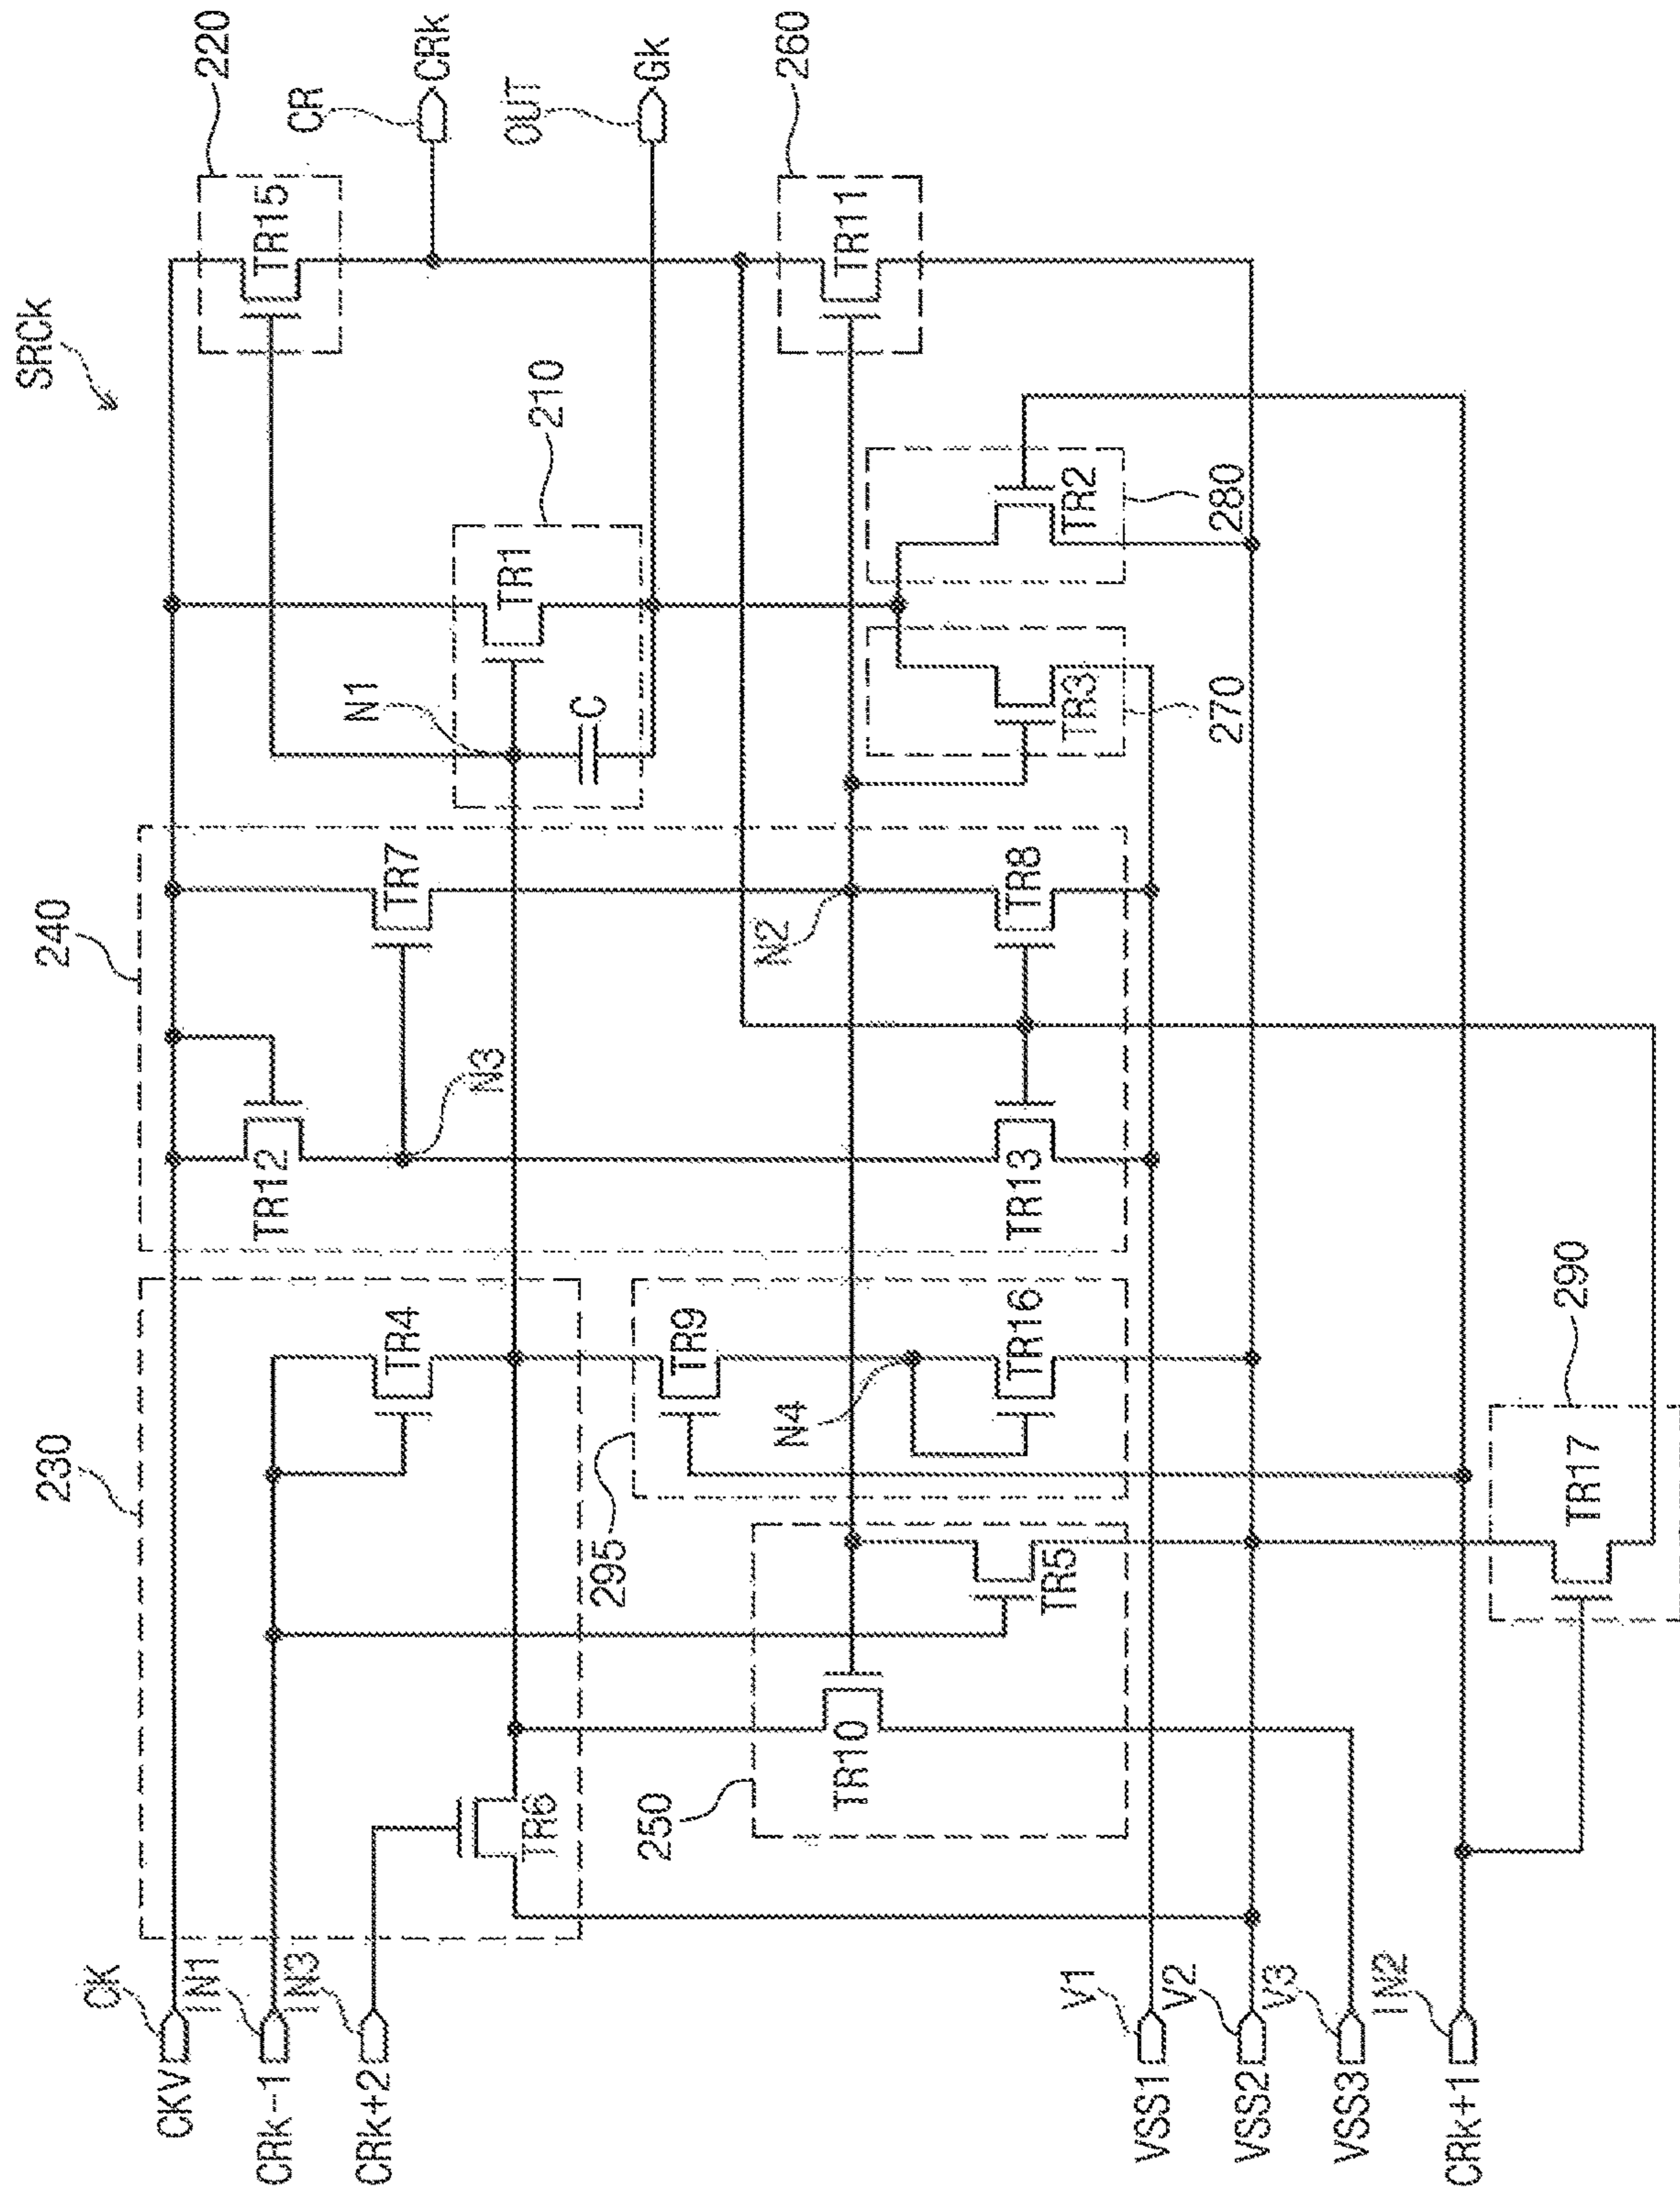 SRCk
220
CR
CRk
OUT
Gk
260
TR15
TR11
210
TR1
N1
C
TR2
280
TR3
270
240
TR7
N2
TR8
N3
TR12
TR13
230
TR4
TR9
TR16
N4
295
290
TR17
TR5
TR10
250
TR6
CK
CKV
IN1
CRk-1
IN3
CRk+2
V1
VSS1
V2
VSS2
V3
VSS3
IN2
CRk+1